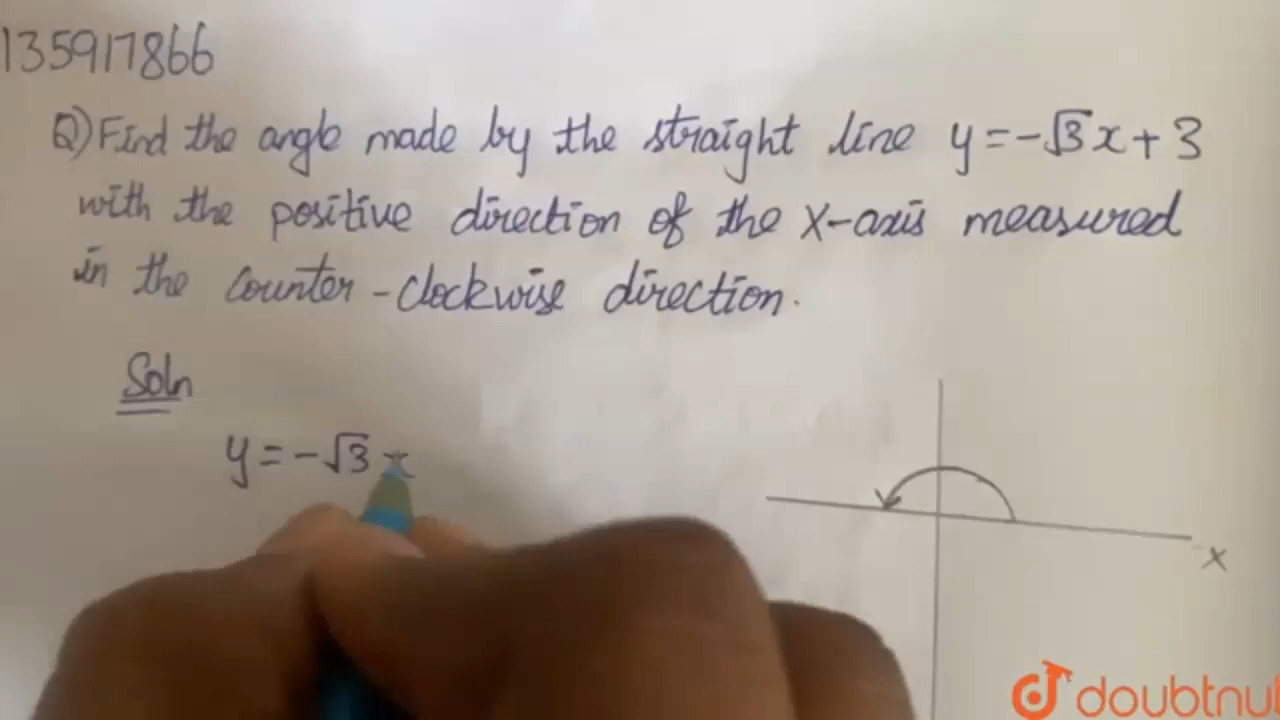 135917866
Q) Find the angle made by the straight line y = -√3x + 3
with the positive direction of the X-axis measured
in the counter-clockwise direction.
Soln
y = -√3 x
X
doubtnut